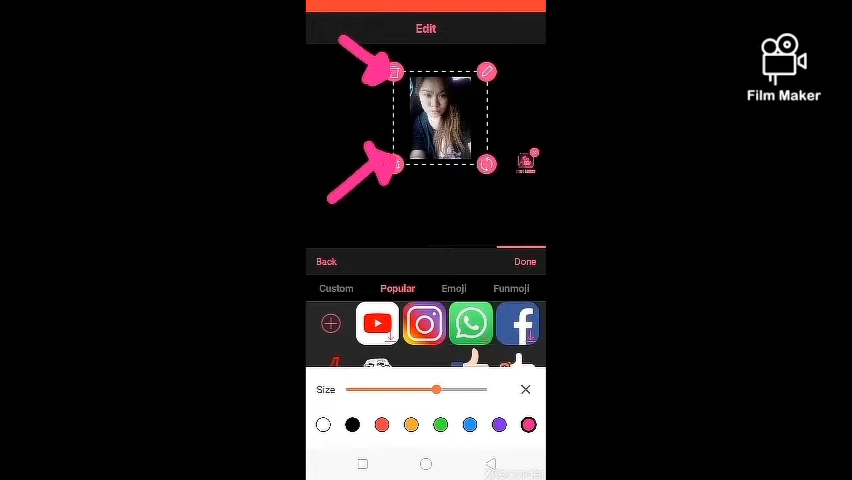 Edit
Film Maker
Back
Done
Custom
Popular
Emoji
Funmoji
Size